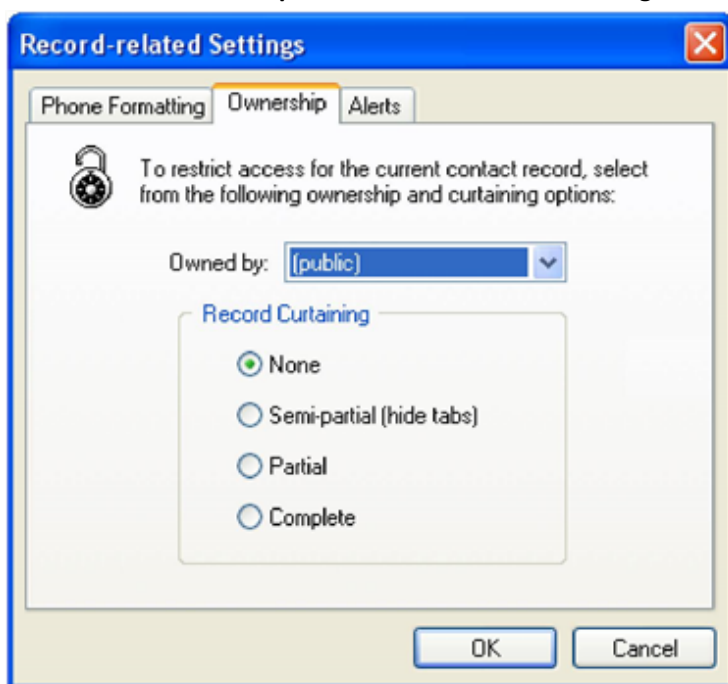 Record-related Settings
Phone Formatting Ownership Alerts
To restrict access for the current contact record, select
from the following ownership and curtaining options:
Owned by: (public)
Record Curtaining
None
Semi-partial (hide tabs)
Partial
Complete
OK Cancel